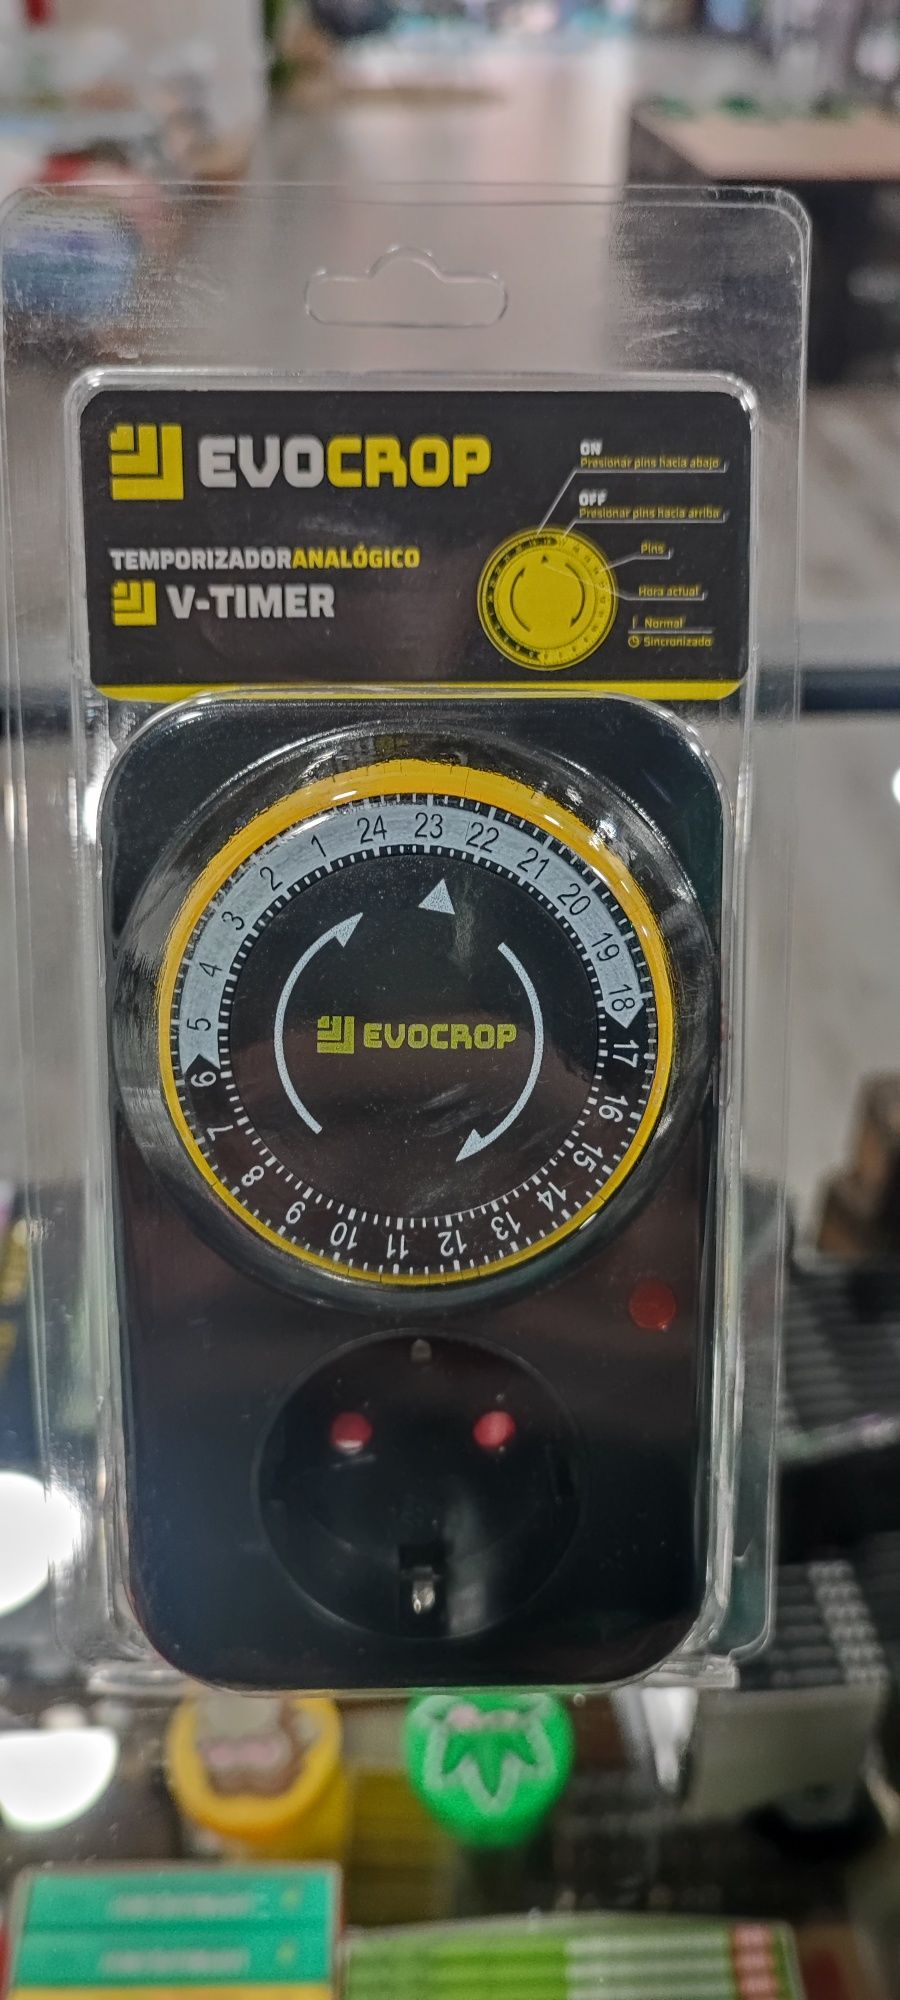 EVOCROP
TEMPORIZADORANALÓGICO
V-TIMER
ON
Presionar pins hacia abajo
OFF
Presionar pins hacia arriba
Pins
Hora actual
Normal
Sincronizado
24 23 22 21 20 19 18 17 16 15 14 13 12 11 10 9 8 7 6 5 4 3 2 1
EVOCROP